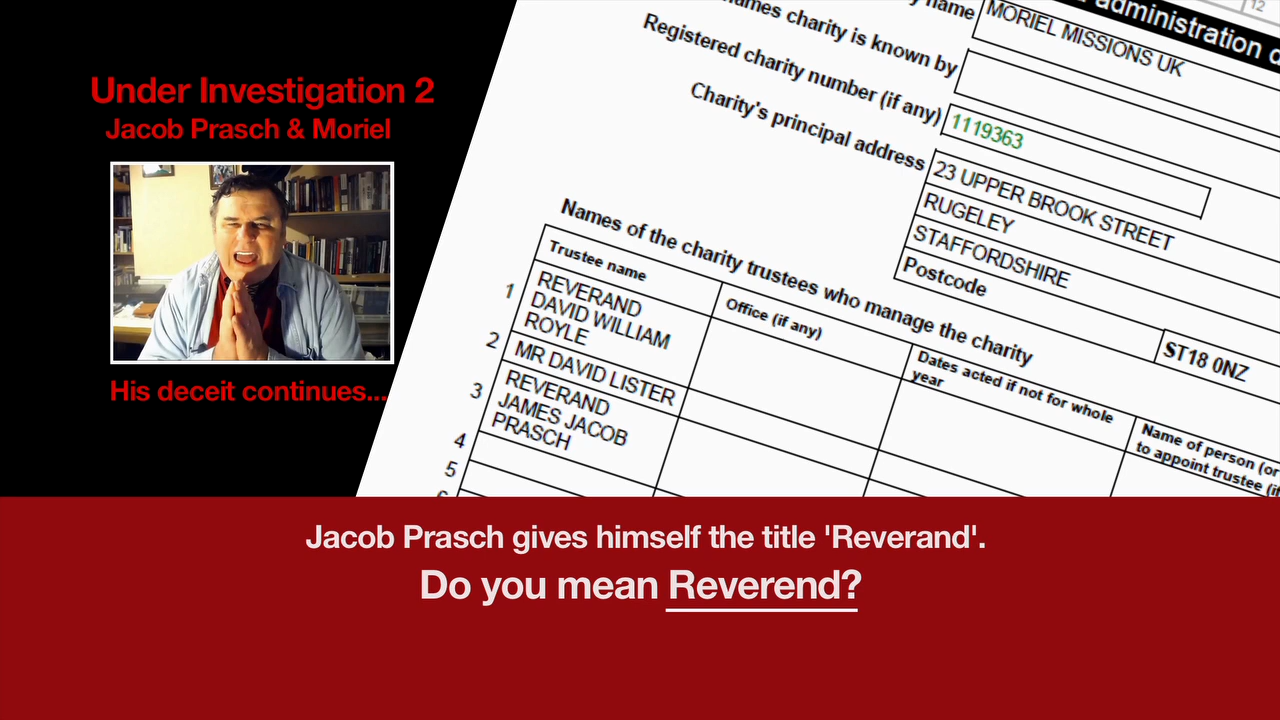 Under Investigation 2
Jacob Prasch & Moriel
His deceit continues...
12
administration
name
MORIEL MISSIONS UK
names charity is known by
Registered charity number (if any)
1119363
Charity's principal address
23 UPPER BROOK STREET
RUGELEY
STAFFORDSHIRE
Postcode
ST18 0NZ
Names of the charity trustees who manage the charity
Trustee name
Office (if any)
Dates acted if not for whole
year
Name of person (or
to appoint trustee (if
1
REVERAND
DAVID WILLIAM
ROYLE
2
MR DAVID LISTER
3
REVERAND
JAMES JACOB
PRASCH
4
5
Jacob Prasch gives himself the title 'Reverand'.
Do you mean Reverend?